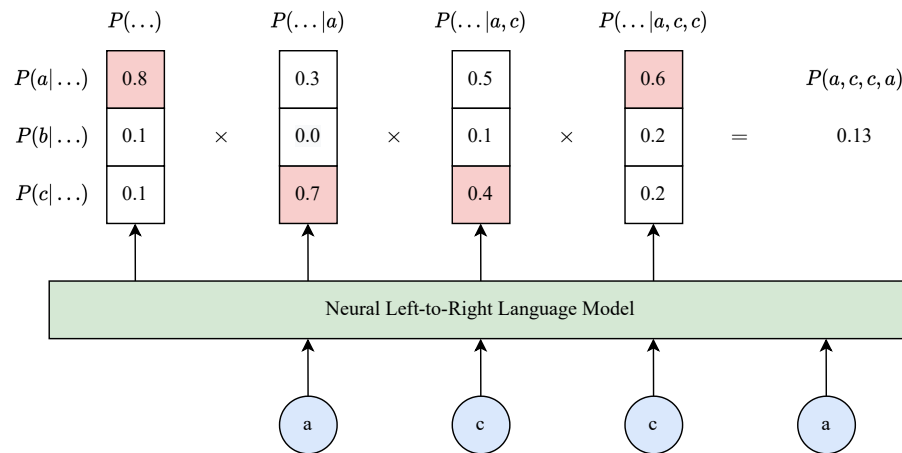 P(...) P(...|a) P(...|a, c) P(...|a, c, c)
P(a|...) 0.8 0.3 0.5 0.6 P(a, c, c, a)
P(b|...) 0.1 × 0.0 × 0.1 × 0.2 = 0.13
P(c|...) 0.1 0.7 0.4 0.2
Neural Left-to-Right Language Model
a c c a